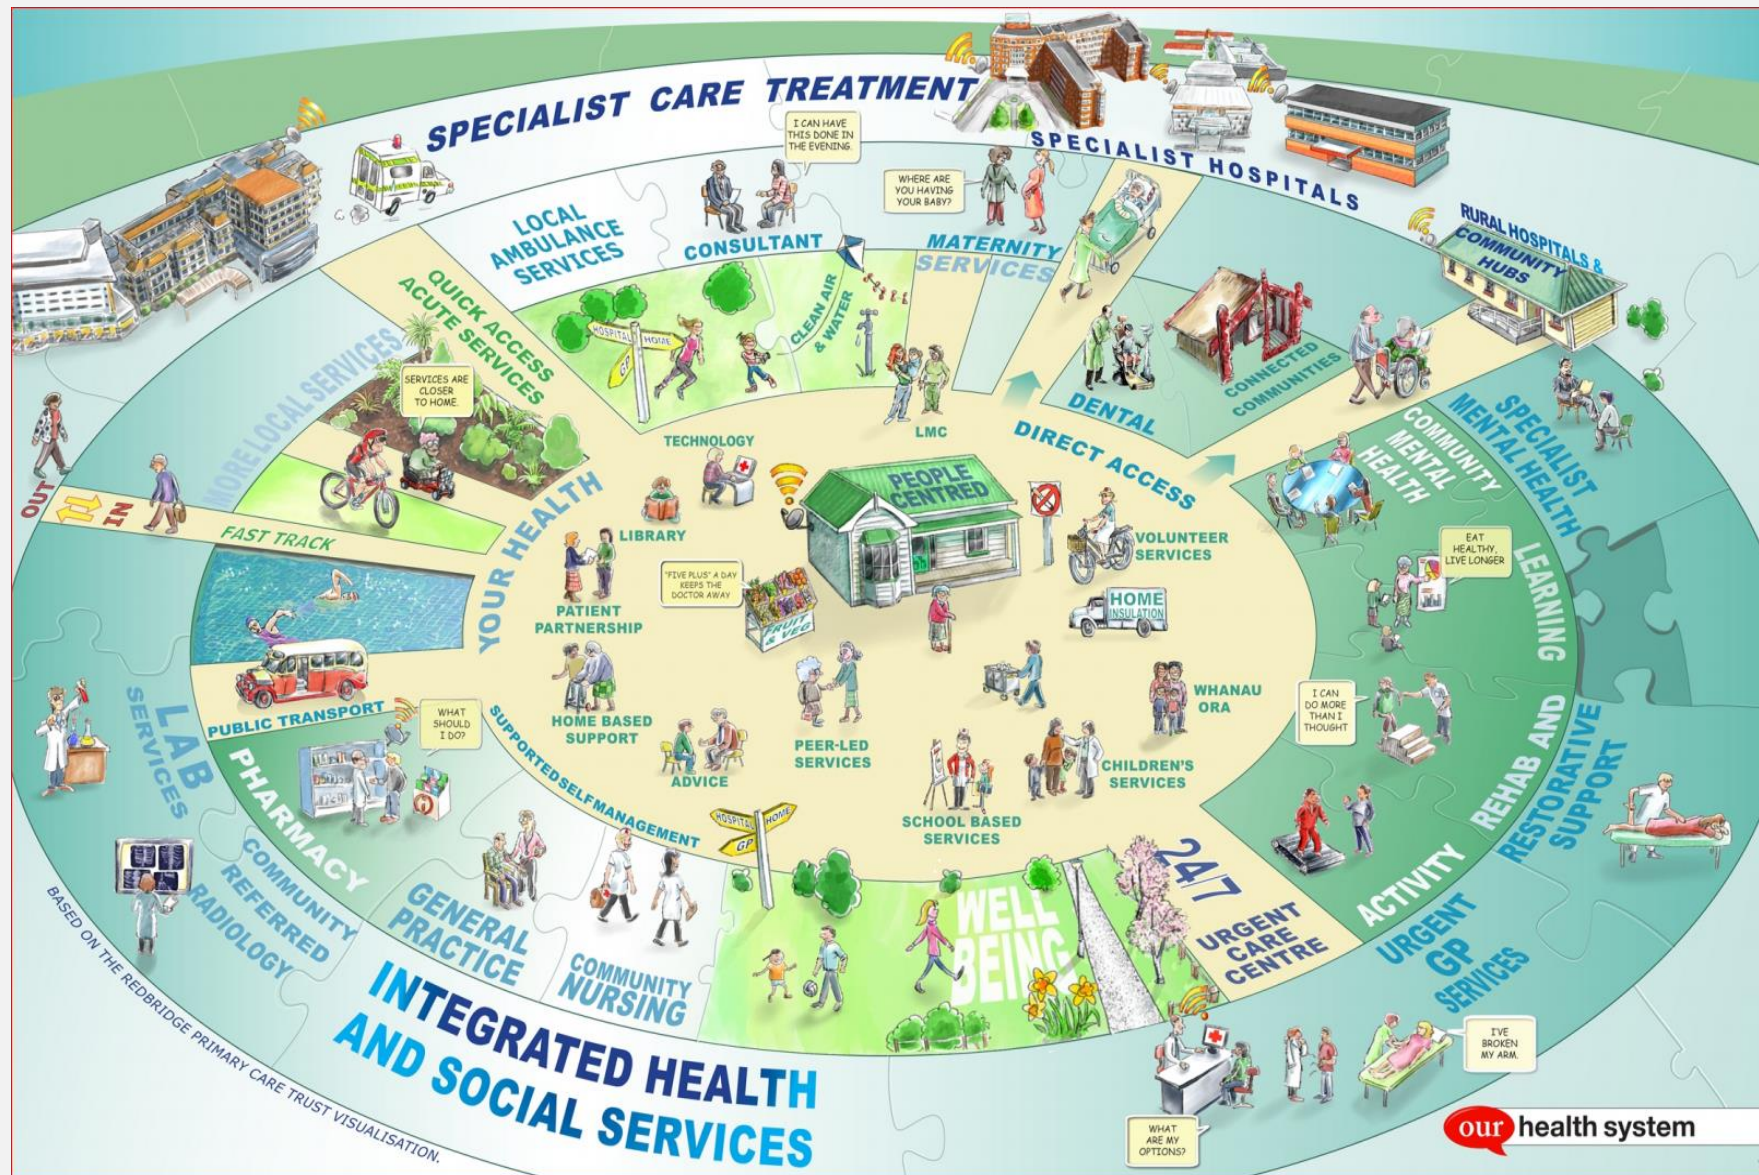 SPECIALIST CARE TREATMENT
I CAN HAVE
THIS DONE IN
THE EVENING.
SPECIALIST HOSPITALS
WHERE ARE
YOU HAVING
YOUR BABY?
LOCAL
AMBULANCE
SERVICES
CONSULTANT
MATERNITY
SERVICES
RURAL HOSPITALS &
COMMUNITY
HUBS
QUICK ACCESS
ACUTE SERVICES
HOSPITAL
HOME
GP
CLEAN AIR
& WATER
MORE LOCAL SERVICES
SERVICES ARE
CLOSER
TO HOME.
DENTAL
CONNECTED
COMMUNITIES
SPECIALIST
MENTAL HEALTH
COMMUNITY
MENTAL
HEALTH
OUT
IN
FAST TRACK
YOUR HEALTH
TECHNOLOGY
LMC
DIRECT ACCESS
LIBRARY
PEOPLE
CENTRED
VOLUNTEER
SERVICES
EAT
HEALTHY,
LIVE LONGER
LEARNING
"FIVE PLUS" A DAY
KEEPS THE
DOCTOR AWAY
FRUIT
& VEG
PATIENT
PARTNERSHIP
HOME
INSULATION
PUBLIC TRANSPORT
LAB
SERVICES
WHAT
SHOULD
I DO?
SUPPORTED SELF MANAGEMENT
HOME BASED
SUPPORT
ADVICE
PEER-LED
SERVICES
WHANAU
ORA
CHILDREN'S
SERVICES
SCHOOL BASED
SERVICES
I CAN
DO MORE
THAN I
THOUGHT
REHAB AND
RESTORATIVE
SUPPORT
ACTIVITY
PHARMACY
COMMUNITY
REFERRED
RADIOLOGY
GENERAL
PRACTICE
COMMUNITY
NURSING
HOSPITAL
HOME
GP
WELL
BEING
24/7
URGENT
CARE
CENTRE
URGENT
GP
SERVICES
INTEGRATED HEALTH
AND SOCIAL SERVICES
BASED ON THE REDBRIDGE PRIMARY CARE TRUST VISUALISATION.
I'VE
BROKEN
MY ARM.
WHAT
ARE MY
OPTIONS?
our health system